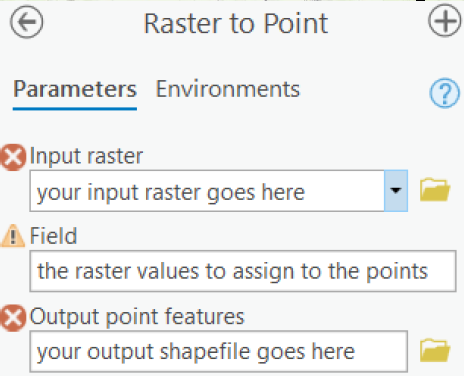 Raster to Point
Parameters Environments
Input raster
your input raster goes here
Field
the raster values to assign to the points
Output point features
your output shapefile goes here